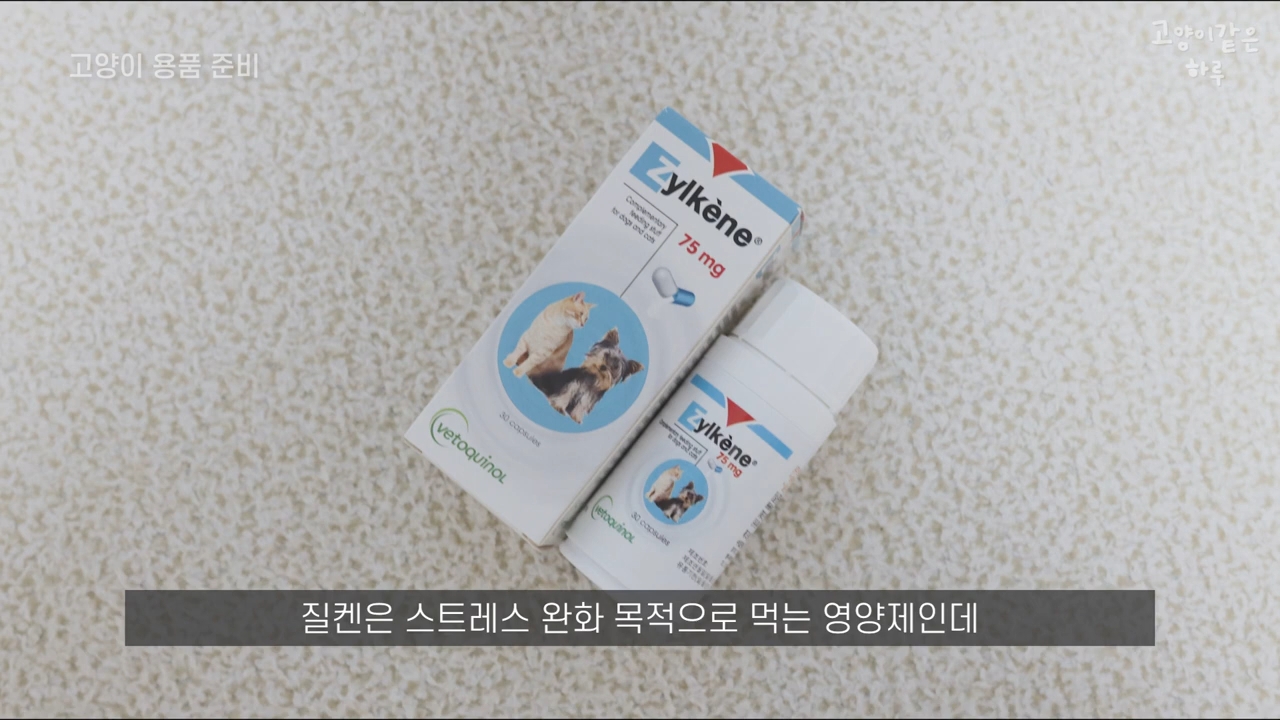 고양이 용품 준비
고양이같은
하루
Zylkène®
Complementary
feeding stuff
for dogs and cats
75 mg
30 capsules
vetoquinol
Zylkène®
75 mg
30 capsules
vetoquinol
질켄은 스트레스 완화 목적으로 먹는 영양제인데